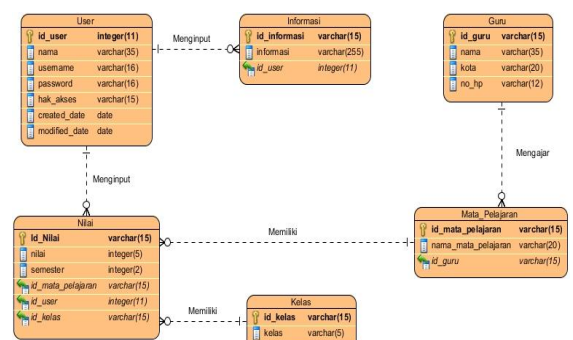 User
id_user integer(11)
nama varchar(35)
username varchar(16)
password varchar(16)
hak_akses varchar(15)
created_date date
modified_date date
Menginput
Informasi
id_informasi varchar(15)
informasi varchar(255)
id_user integer(11)
Guru
id_guru varchar(15)
nama varchar(35)
kota varchar(20)
no_hp varchar(12)
Menginput
Mengajar
Nilai
Id_Nilai varchar(15)
nilai integer(5)
semester integer(2)
id_mata_pelajaran varchar(15)
id_user integer(11)
id_kelas varchar(15)
Memiliki
Mata_Pelajaran
id_mata_pelajaran varchar(15)
nama_mata_pelajaran varchar(20)
id_guru varchar(15)
Memiliki
Kelas
id_kelas varchar(15)
kelas varchar(5)